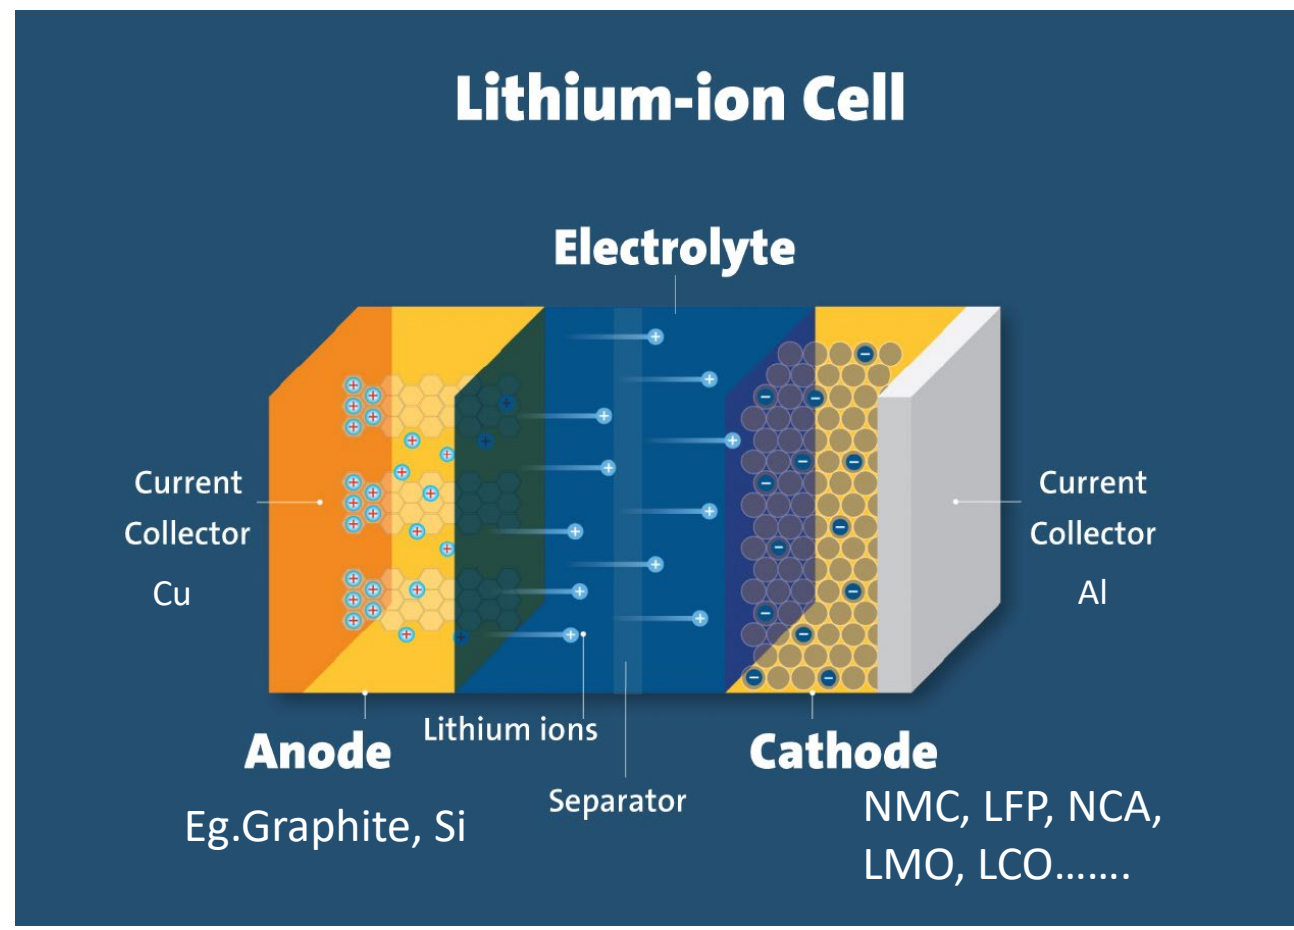 Lithium-ion Cell
Electrolyte
Current
Collector
Cu
Current
Collector
Al
Lithium ions
Anode
Cathode
Separator
Eg.Graphite, Si
NMC, LFP, NCA,
LMO, LCO.......